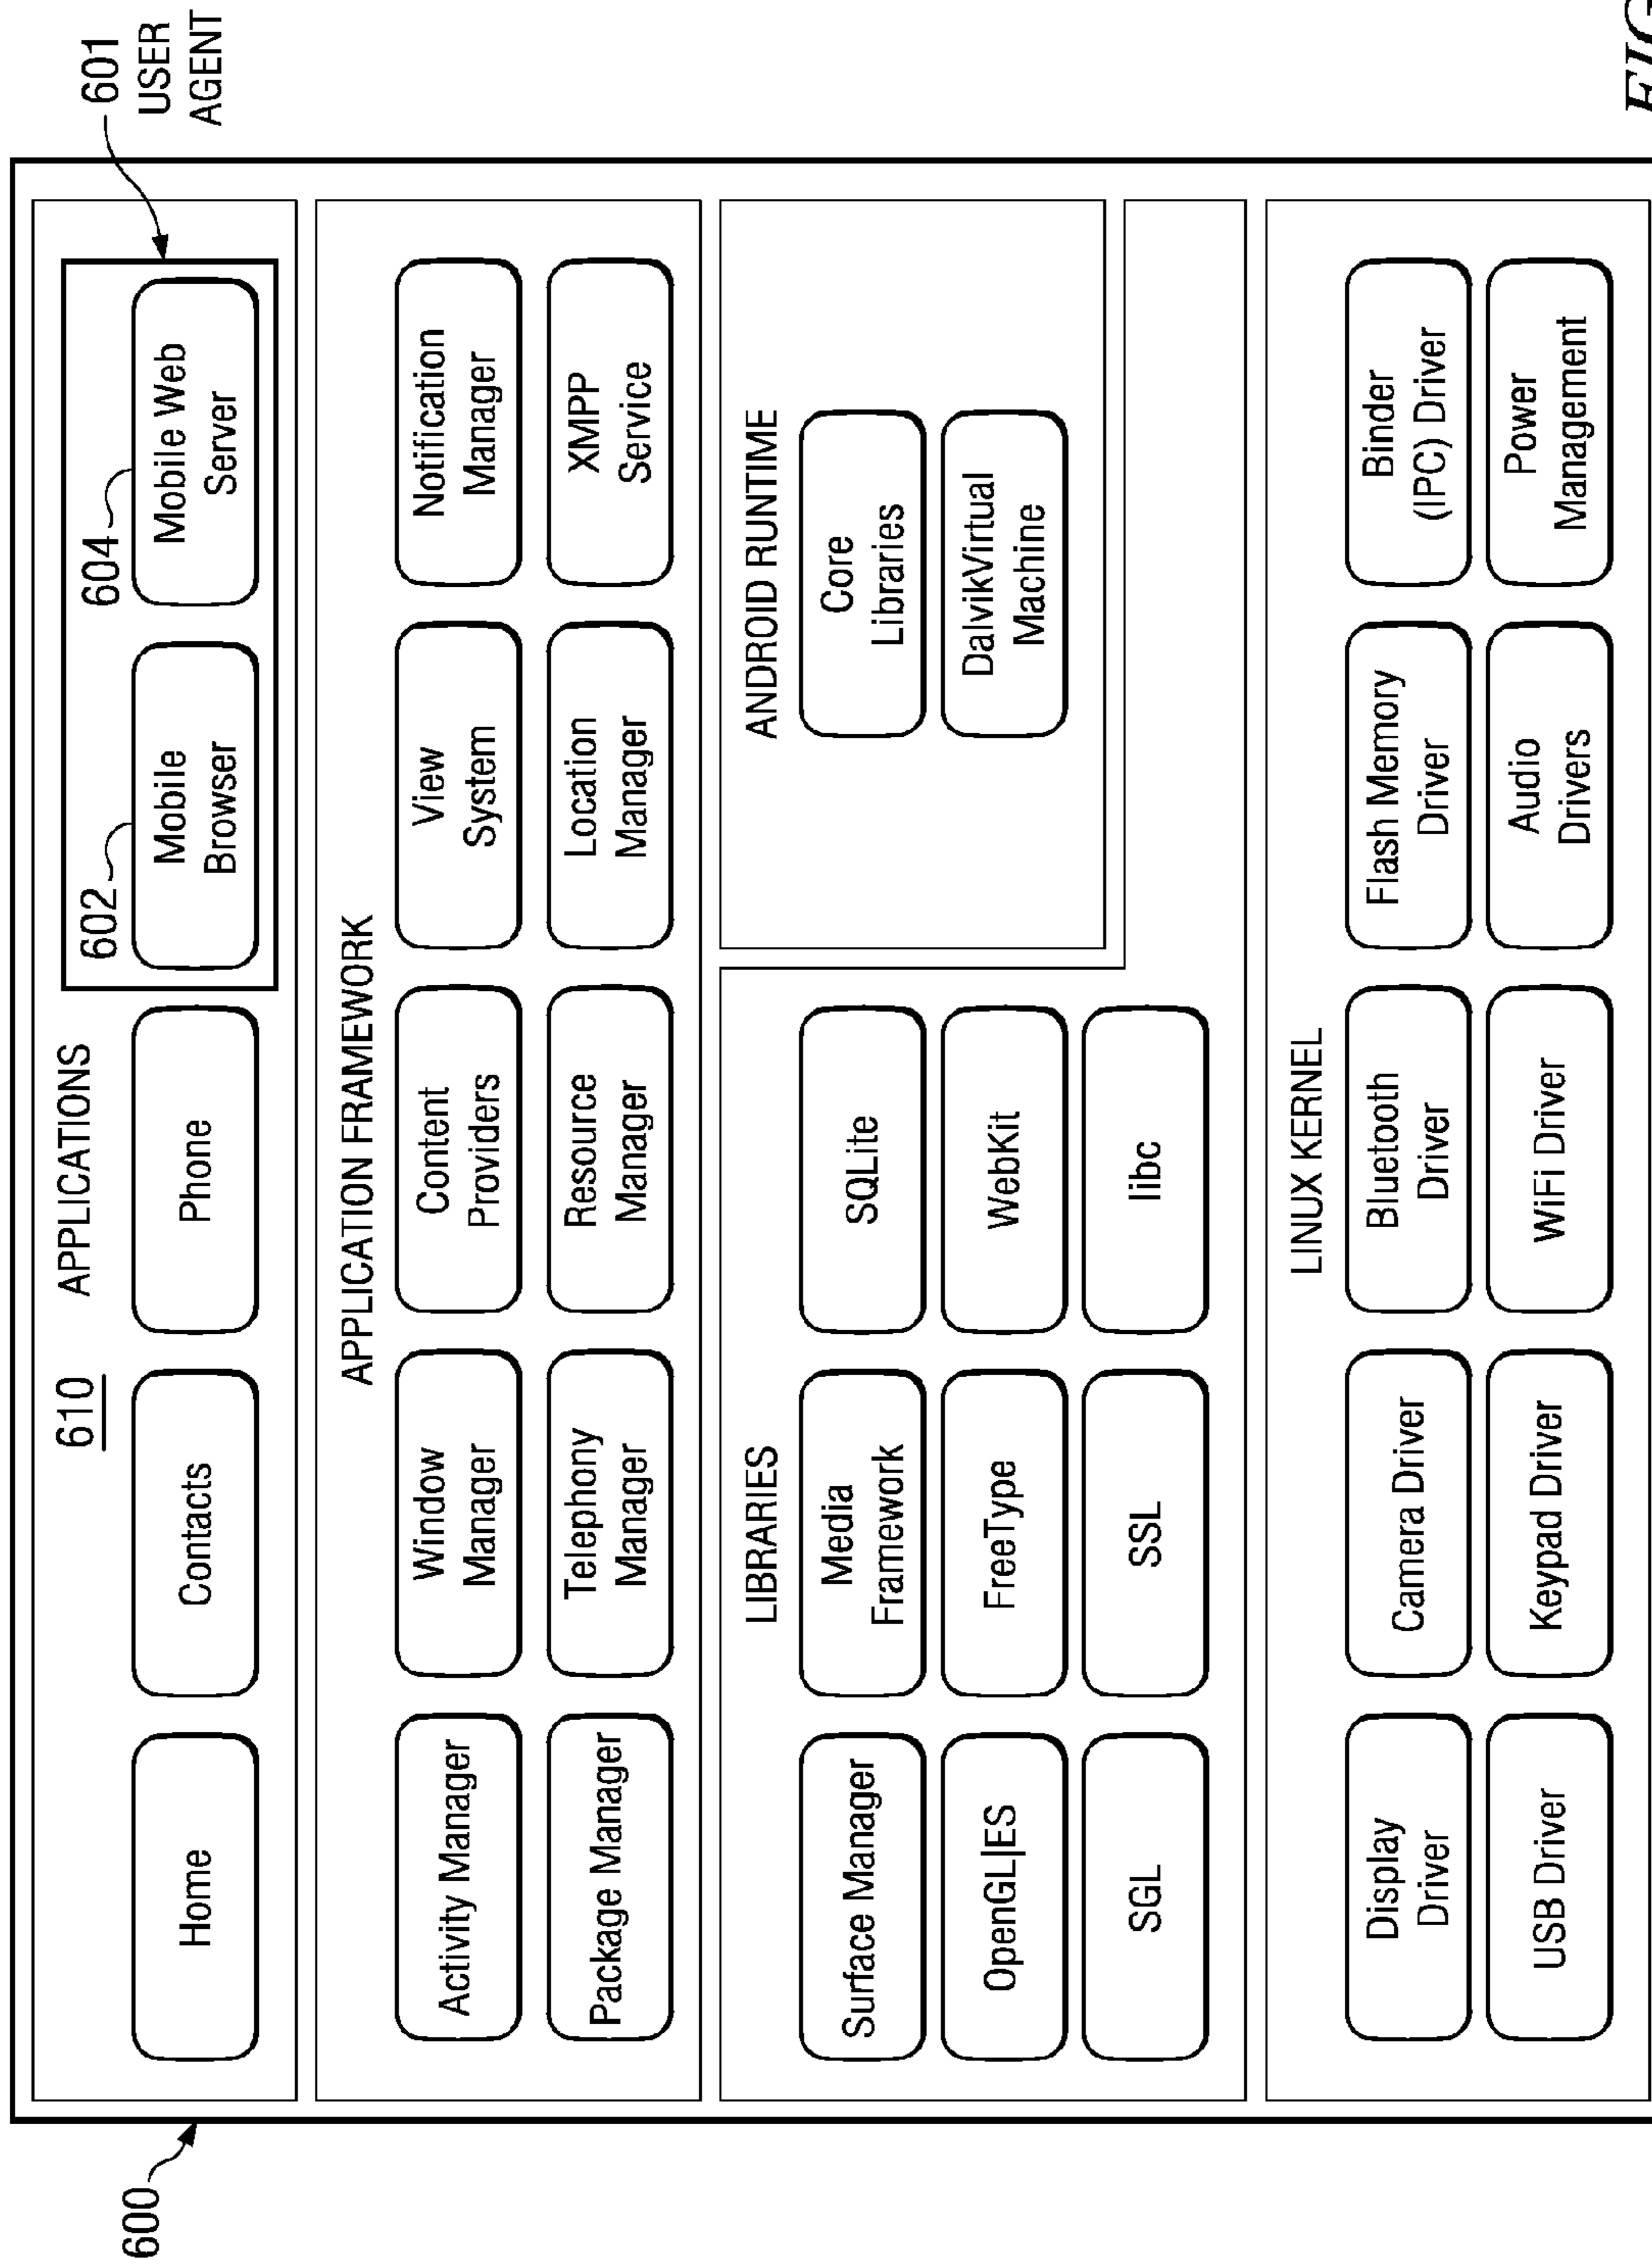 600
601
USER
AGENT
610
APPLICATIONS
602
604
Home
Contacts
Phone
Mobile
Browser
Mobile Web
Server
APPLICATION FRAMEWORK
Activity Manager
Window
Manager
Content
Providers
View
System
Notification
Manager
Package Manager
Telephony
Manager
Resource
Manager
Location
Manager
XMPP
Service
LIBRARIES
Surface Manager
Media
Framework
SQLite
OpenGL|ES
FreeType
WebKit
SGL
SSL
libc
ANDROID RUNTIME
Core
Libraries
DalvikVirtual
Machine
LINUX KERNEL
Display
Driver
Camera Driver
Bluetooth
Driver
Flash Memory
Driver
Binder
(IPC) Driver
USB Driver
Keypad Driver
WiFi Driver
Audio
Drivers
Power
Management